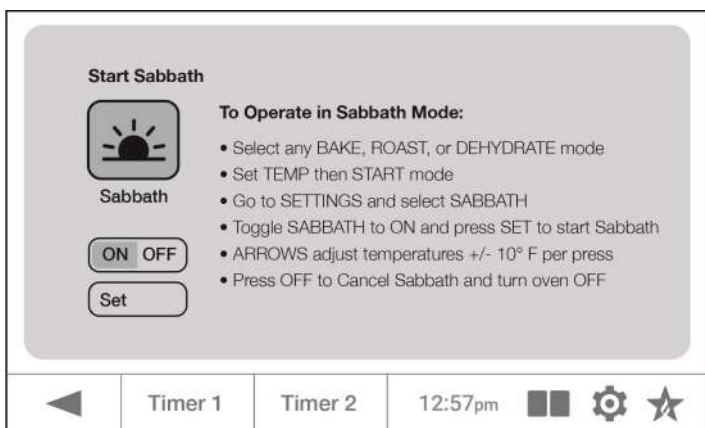 Start Sabbath
Sabbath
ON OFF
Set
To Operate in Sabbath Mode:
• Select any BAKE, ROAST, or DEHYDRATE mode
• Set TEMP then START mode
• Go to SETTINGS and select SABBATH
• Toggle SABBATH to ON and press SET to start Sabbath
• ARROWS adjust temperatures +/- 10° F per press
• Press OFF to Cancel Sabbath and turn oven OFF
Timer 1 Timer 2 12:57pm